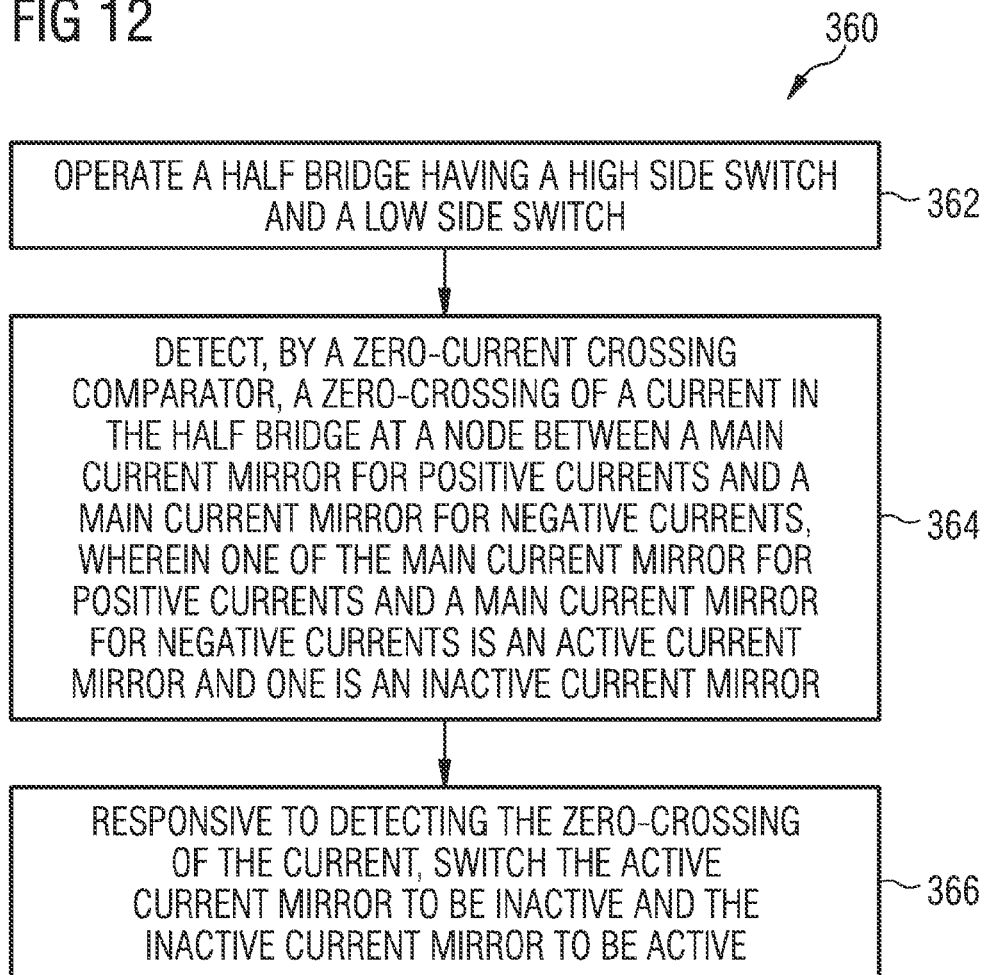 FIG 12
360
OPERATE A HALF BRIDGE HAVING A HIGH SIDE SWITCH
AND A LOW SIDE SWITCH
362
DETECT, BY A ZERO-CURRENT CROSSING
COMPARATOR, A ZERO-CROSSING OF A CURRENT IN
THE HALF BRIDGE AT A NODE BETWEEN A MAIN
CURRENT MIRROR FOR POSITIVE CURRENTS AND A
MAIN CURRENT MIRROR FOR NEGATIVE CURRENTS,
WHEREIN ONE OF THE MAIN CURRENT MIRROR FOR
POSITIVE CURRENTS AND A MAIN CURRENT MIRROR
FOR NEGATIVE CURRENTS IS AN ACTIVE CURRENT
MIRROR AND ONE IS AN INACTIVE CURRENT MIRROR
364
RESPONSIVE TO DETECTING THE ZERO-CROSSING
OF THE CURRENT, SWITCH THE ACTIVE
CURRENT MIRROR TO BE INACTIVE AND THE
INACTIVE CURRENT MIRROR TO BE ACTIVE
366